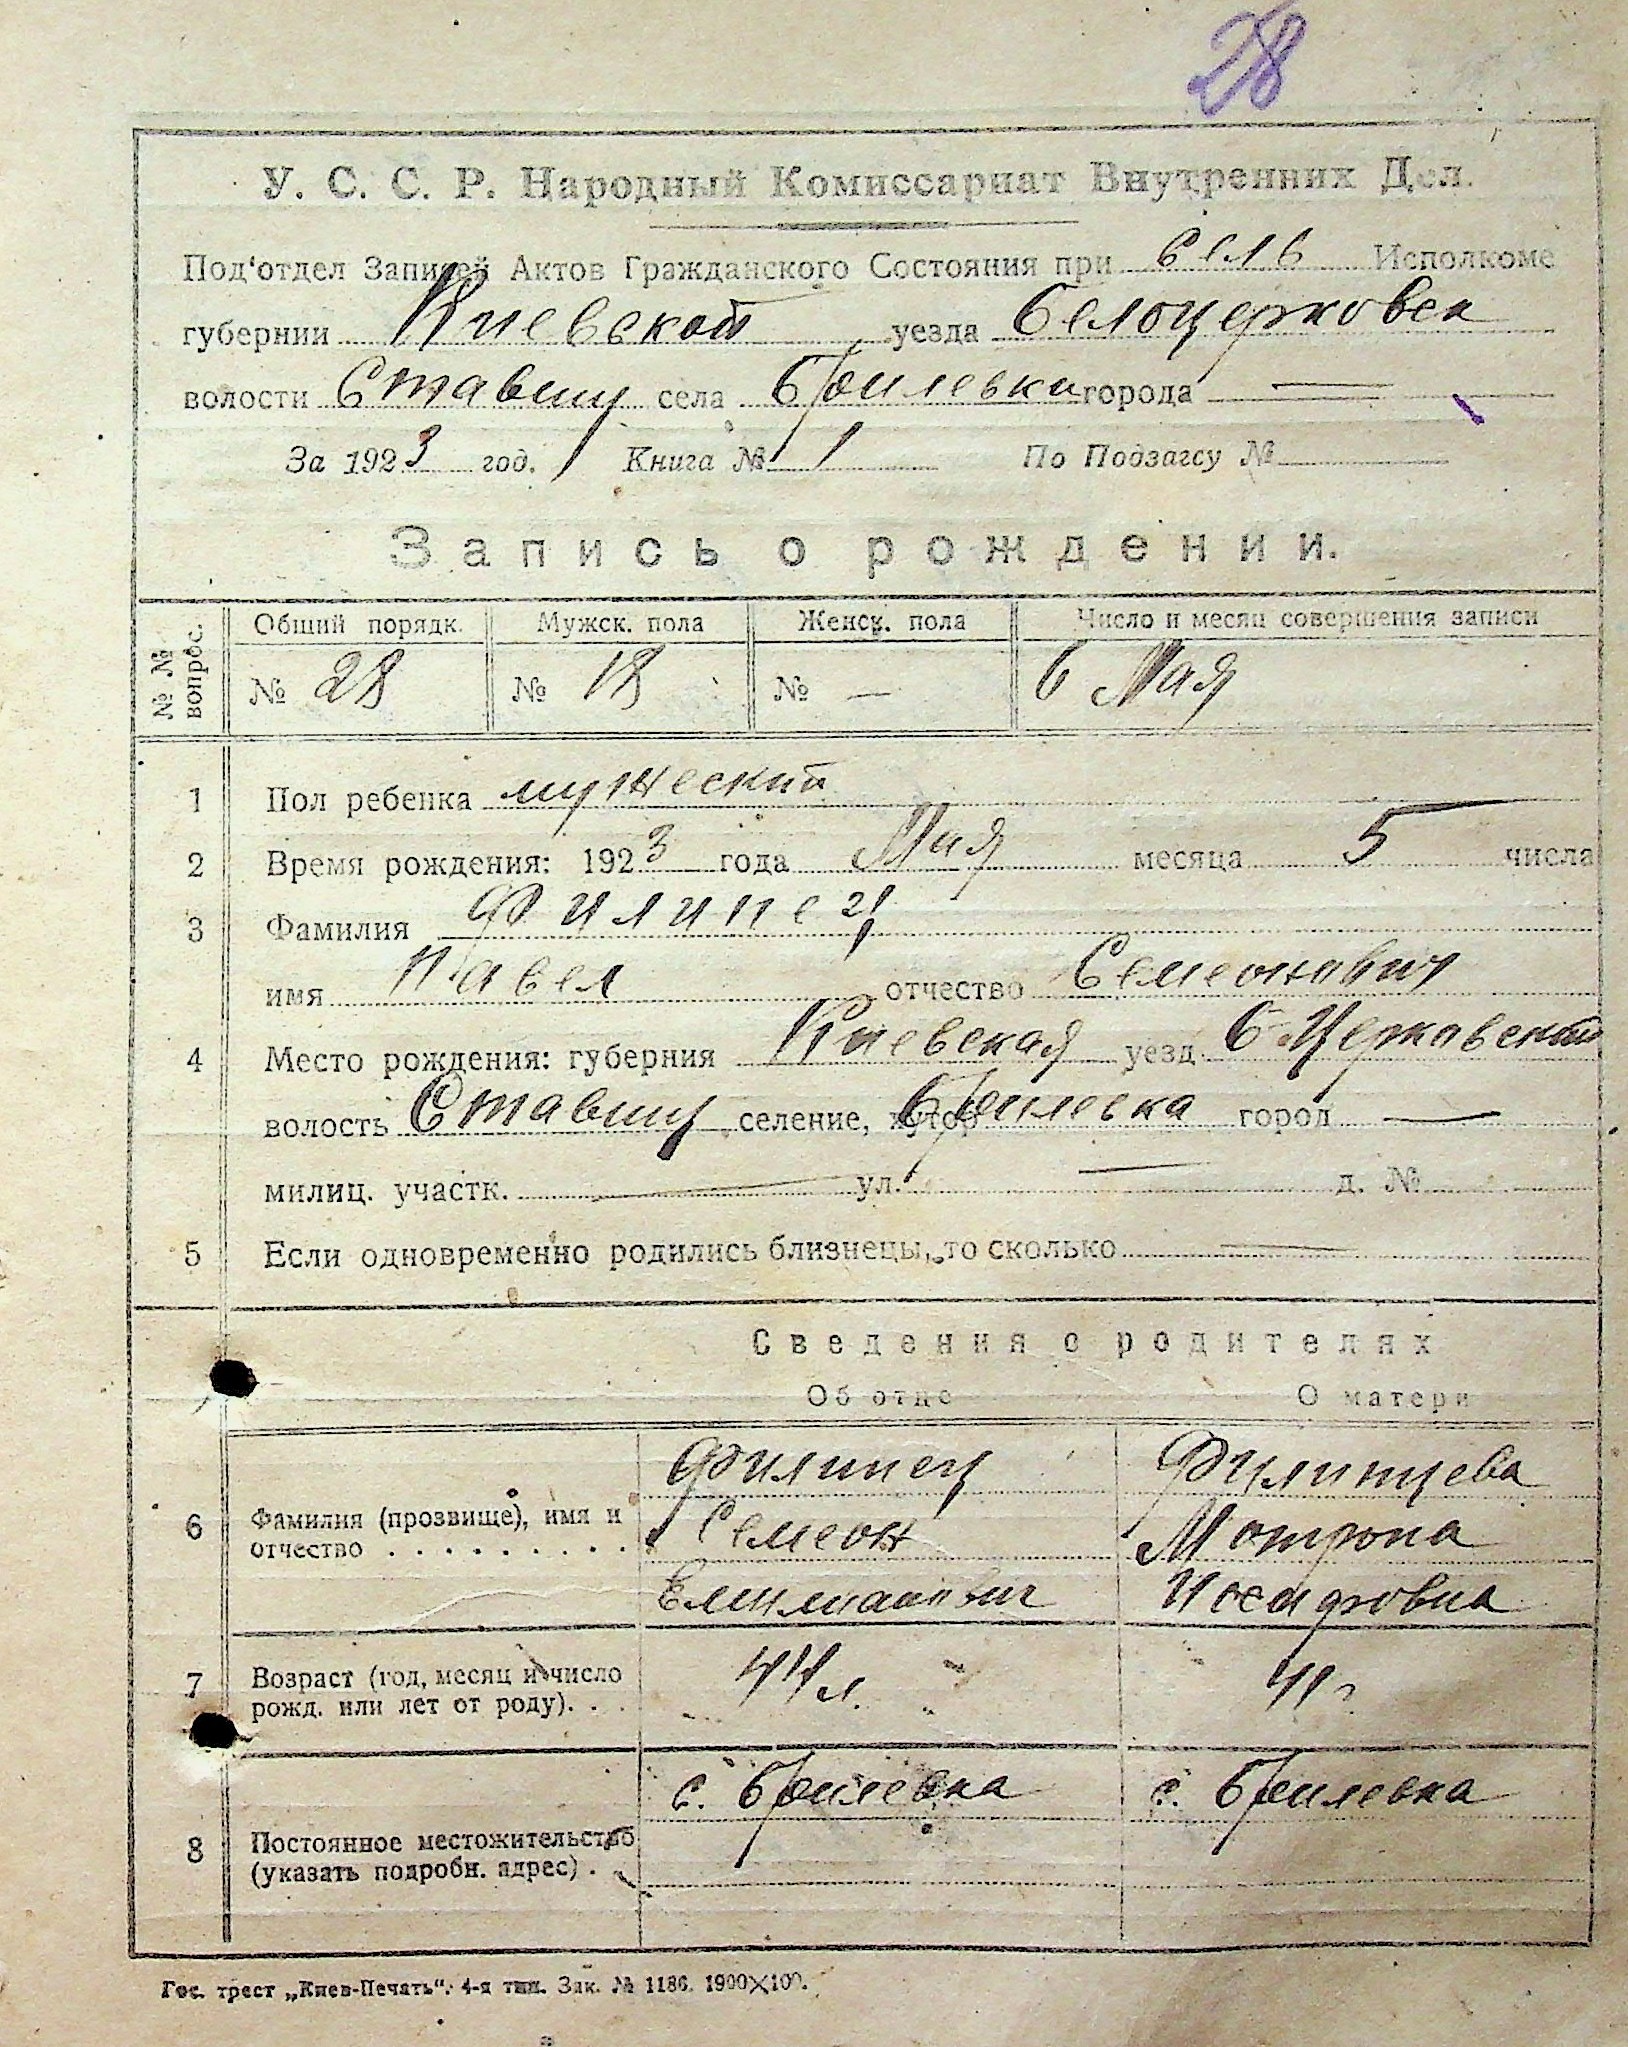 28
У. С. С. Р. Народный Комиссариат Внутренних Дел.
Под'отдел Записей Актов Гражданского Состояния при сель Исполкоме
губернии Киевской уезда Белоцерковск
волости Ставищ села города —
За 1923 год. Книга № 1 По Подзагсу №
Запись о рождении.
№ № вопрос. Общий порядк. Мужск. пола Женск. пола Число и месяц совершения записи
№ 28 № 18 № — 6 Мая
1 Пол ребенка мужеский
2 Время рождения: 1923 года Мая месяца 5 числа
3 Фамилия Филипец
имя Павел отчество Семеонович
4 Место рождения: губерния Киевская уезд Б-Церковский
волость Ставищ селение, хутор город —
милиц. участк. — ул. — д. №
5 Если одновременно родились близнецы, то сколько —
Сведения о родителях
Об отце О матери
6 Фамилия (прозвище), имя и отчество . . . . . . . . .
Филипец Филипцева
Семеон Мотрона
7 Возраст (год, месяц и число рожд. или лет от роду). . .
44 л. 41 г
8 Постоянное местожительство (указать подробн. адрес) .
с. с.
Гос. трест „Киев-Печать“. 4-я тип. Зак. № 1186. 1900×100.